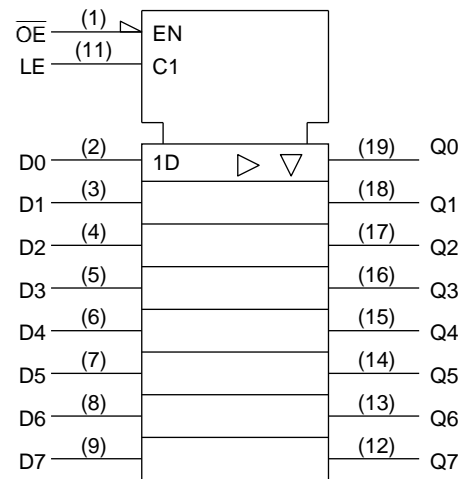 OE (1) EN
LE (11) C1
D0 (2) 1D (19) Q0
D1 (3) (18) Q1
D2 (4) (17) Q2
D3 (5) (16) Q3
D4 (6) (15) Q4
D5 (7) (14) Q5
D6 (8) (13) Q6
D7 (9) (12) Q7